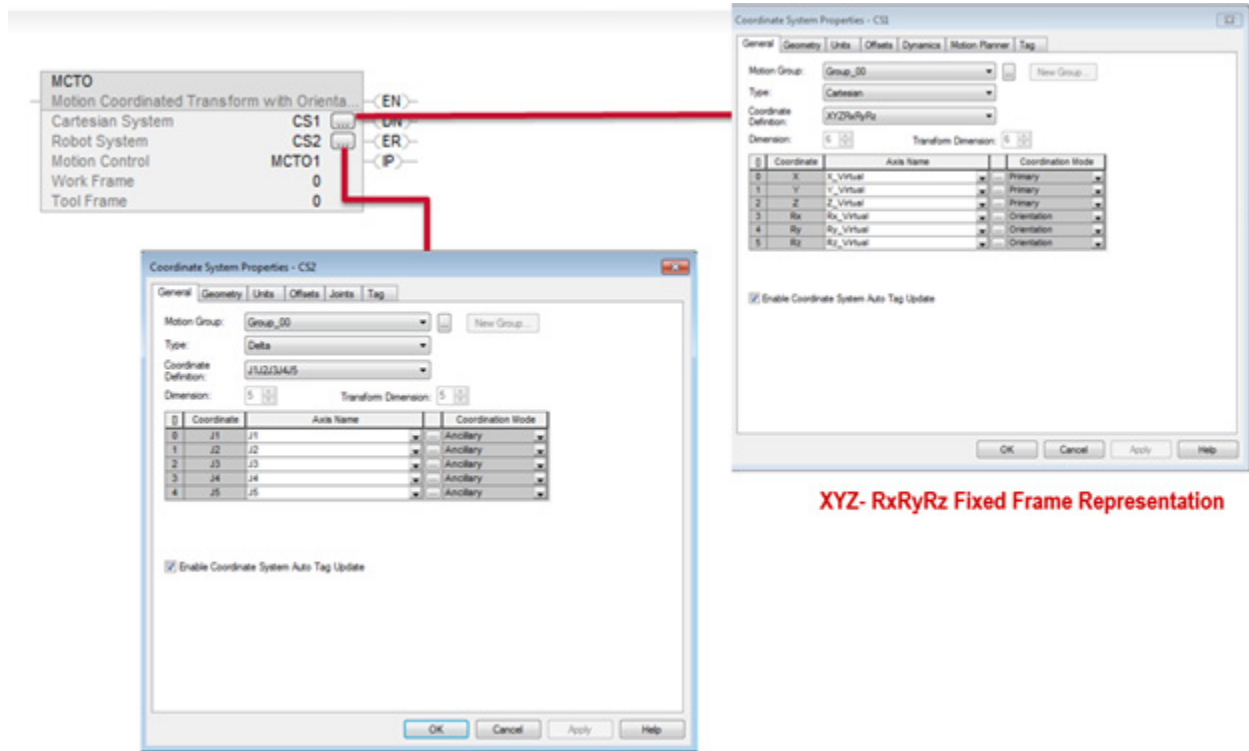 MCTO
Motion Coordinated Transform with Orienta...
Cartesian System CS1 ...
Robot System CS2 ...
Motion Control MCTO1
Work Frame 0
Tool Frame 0
EN
DN
ER
IP
Coordinate System Properties - CS1
General Geometry Units Offsets Dynamics Motion Planner Tag
Motion Group: Group_00 ... New Group...
Type: Cartesian
Coordinate Definition: XYZRxRyRz
Dimension: 6 Transform Dimension: 6
[] Coordinate Axis Name Coordination Mode
0 X X_Virtual ... Primary
1 Y Y_Virtual ... Primary
2 Z Z_Virtual ... Primary
3 Rx Rx_Virtual ... Orientation
4 Ry Ry_Virtual ... Orientation
5 Rz Rz_Virtual ... Orientation
Enable Coordinate System Auto Tag Update
OK Cancel Apply Help
XYZ- RxRyRz Fixed Frame Representation
Coordinate System Properties - CS2
General Geometry Units Offsets Joints Tag
Motion Group: Group_00 ... New Group...
Type: Delta
Coordinate Definition: J1J2J3J4J5
Dimension: 5 Transform Dimension: 5
[] Coordinate Axis Name Coordination Mode
0 J1 J1 ... Ancillary
1 J2 J2 ... Ancillary
2 J3 J3 ... Ancillary
3 J4 J4 ... Ancillary
4 J5 J5 ... Ancillary
Enable Coordinate System Auto Tag Update
OK Cancel Apply Help